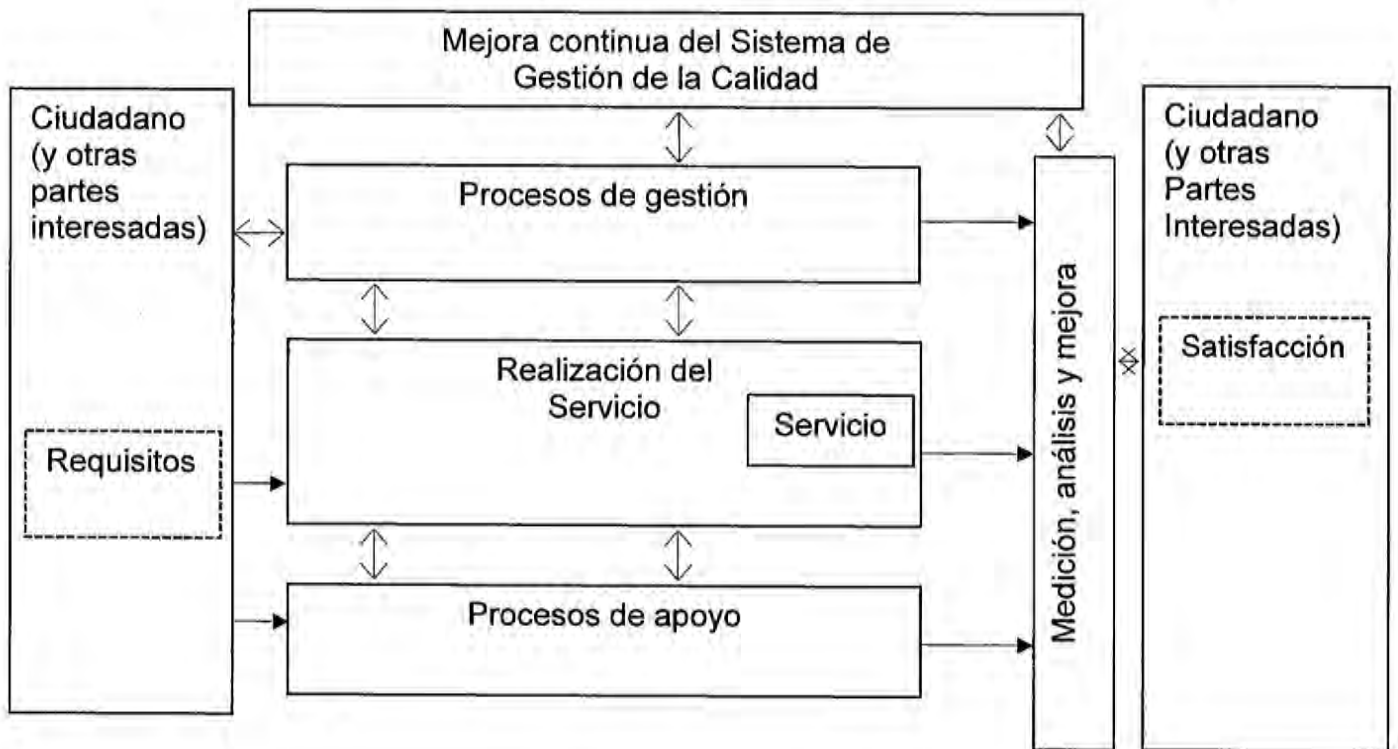 Mejora continua del Sistema de
Gestión de la Calidad
Ciudadano
(y otras
partes
interesadas)
Requisitos
Procesos de gestión
Realización del
Servicio
Servicio
Procesos de apoyo
Medición, análisis y mejora
Ciudadano
(y otras
Partes
Interesadas)
Satisfacción